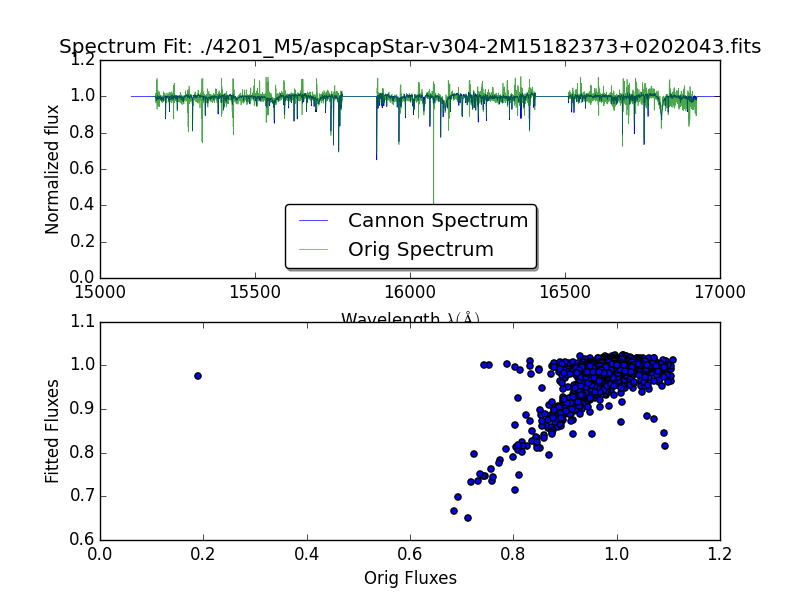 Spectrum Fit: ./4201_M5/aspcapStar-v304-2M15182373+0202043.fits
1.2
1.0
0.8
0.6
0.4
0.2
0.0
Normalized flux
Cannon Spectrum
Orig Spectrum
15000 15500 16000 16500 17000
Wavelength λ(Å)
1.1
1.0
0.9
0.8
0.7
0.6
Fitted Fluxes
0.0 0.2 0.4 0.6 0.8 1.0 1.2
Orig Fluxes